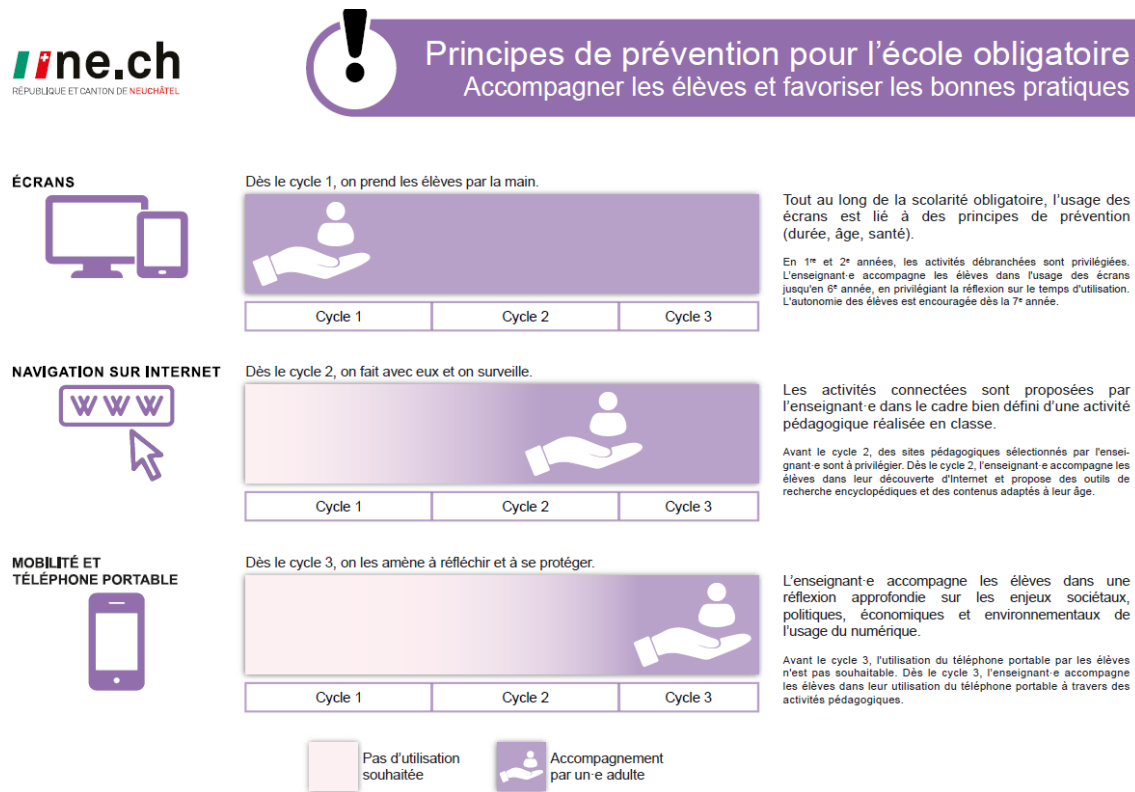 ne.ch
RÉPUBLIQUE ET CANTON DE NEUCHÂTEL
!
Principes de prévention pour l'école obligatoire
Accompagner les élèves et favoriser les bonnes pratiques
ÉCRANS
Dès le cycle 1, on prend les élèves par la main.
Cycle 1 Cycle 2 Cycle 3
Tout au long de la scolarité obligatoire, l'usage des
écrans est lié à des principes de prévention
(durée, âge, santé).
En 1re et 2e années, les activités débranchées sont privilégiées.
L'enseignant·e accompagne les élèves dans l'usage des écrans
jusqu'en 6e année, en privilégiant la réflexion sur le temps d'utilisation.
L'autonomie des élèves est encouragée dès la 7e année.
NAVIGATION SUR INTERNET
WWW
Dès le cycle 2, on fait avec eux et on surveille.
Cycle 1 Cycle 2 Cycle 3
Les activités connectées sont proposées par
l'enseignant·e dans le cadre bien défini d'une activité
pédagogique réalisée en classe.
Avant le cycle 2, des sites pédagogiques sélectionnés par l'ensei-
gnant·e sont à privilégier. Dès le cycle 2, l'enseignant·e accompagne les
élèves dans leur découverte d'Internet et propose des outils de
recherche encyclopédiques et des contenus adaptés à leur âge.
MOBILITÉ ET
TÉLÉPHONE PORTABLE
Dès le cycle 3, on les amène à réfléchir et à se protéger.
Cycle 1 Cycle 2 Cycle 3
L'enseignant·e accompagne les élèves dans une
réflexion approfondie sur les enjeux sociétaux,
politiques, économiques et environnementaux de
l'usage du numérique.
Avant le cycle 3, l'utilisation du téléphone portable par les élèves
n'est pas souhaitable. Dès le cycle 3, l'enseignant·e accompagne
les élèves dans leur utilisation du téléphone portable à travers des
activités pédagogiques.
Pas d'utilisation
souhaitée
Accompagnement
par un·e adulte